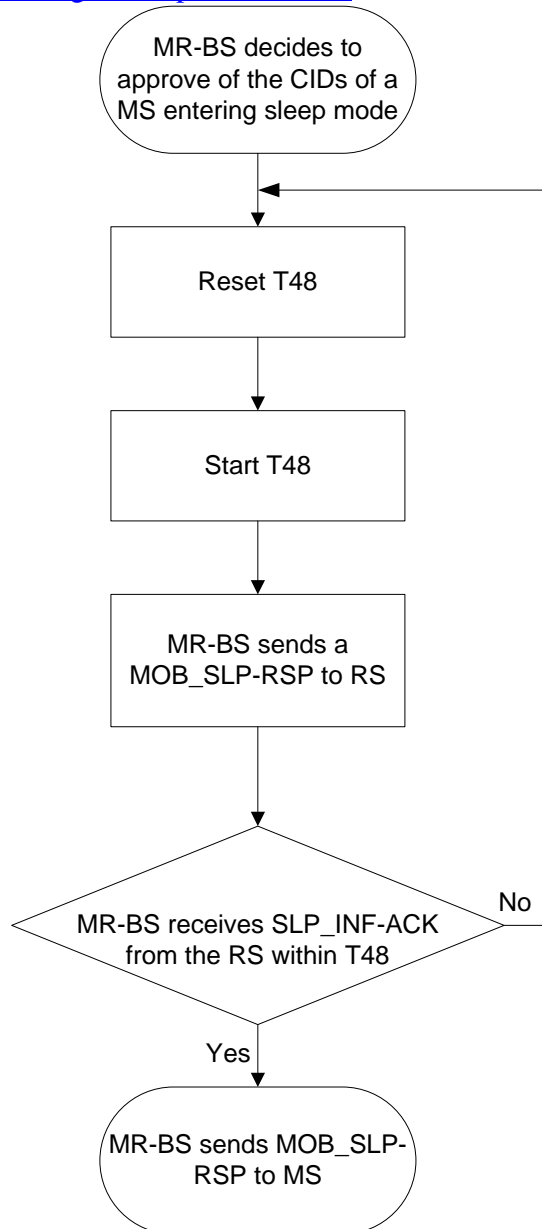 MR-BS decides to
approve of the CIDs of a
MS entering sleep mode
Reset T48
Start T48
MR-BS sends a
MOB_SLP-RSP to RS
MR-BS receives SLP_INF-ACK
from the RS within T48
No
Yes
MR-BS sends MOB_SLP-
RSP to MS